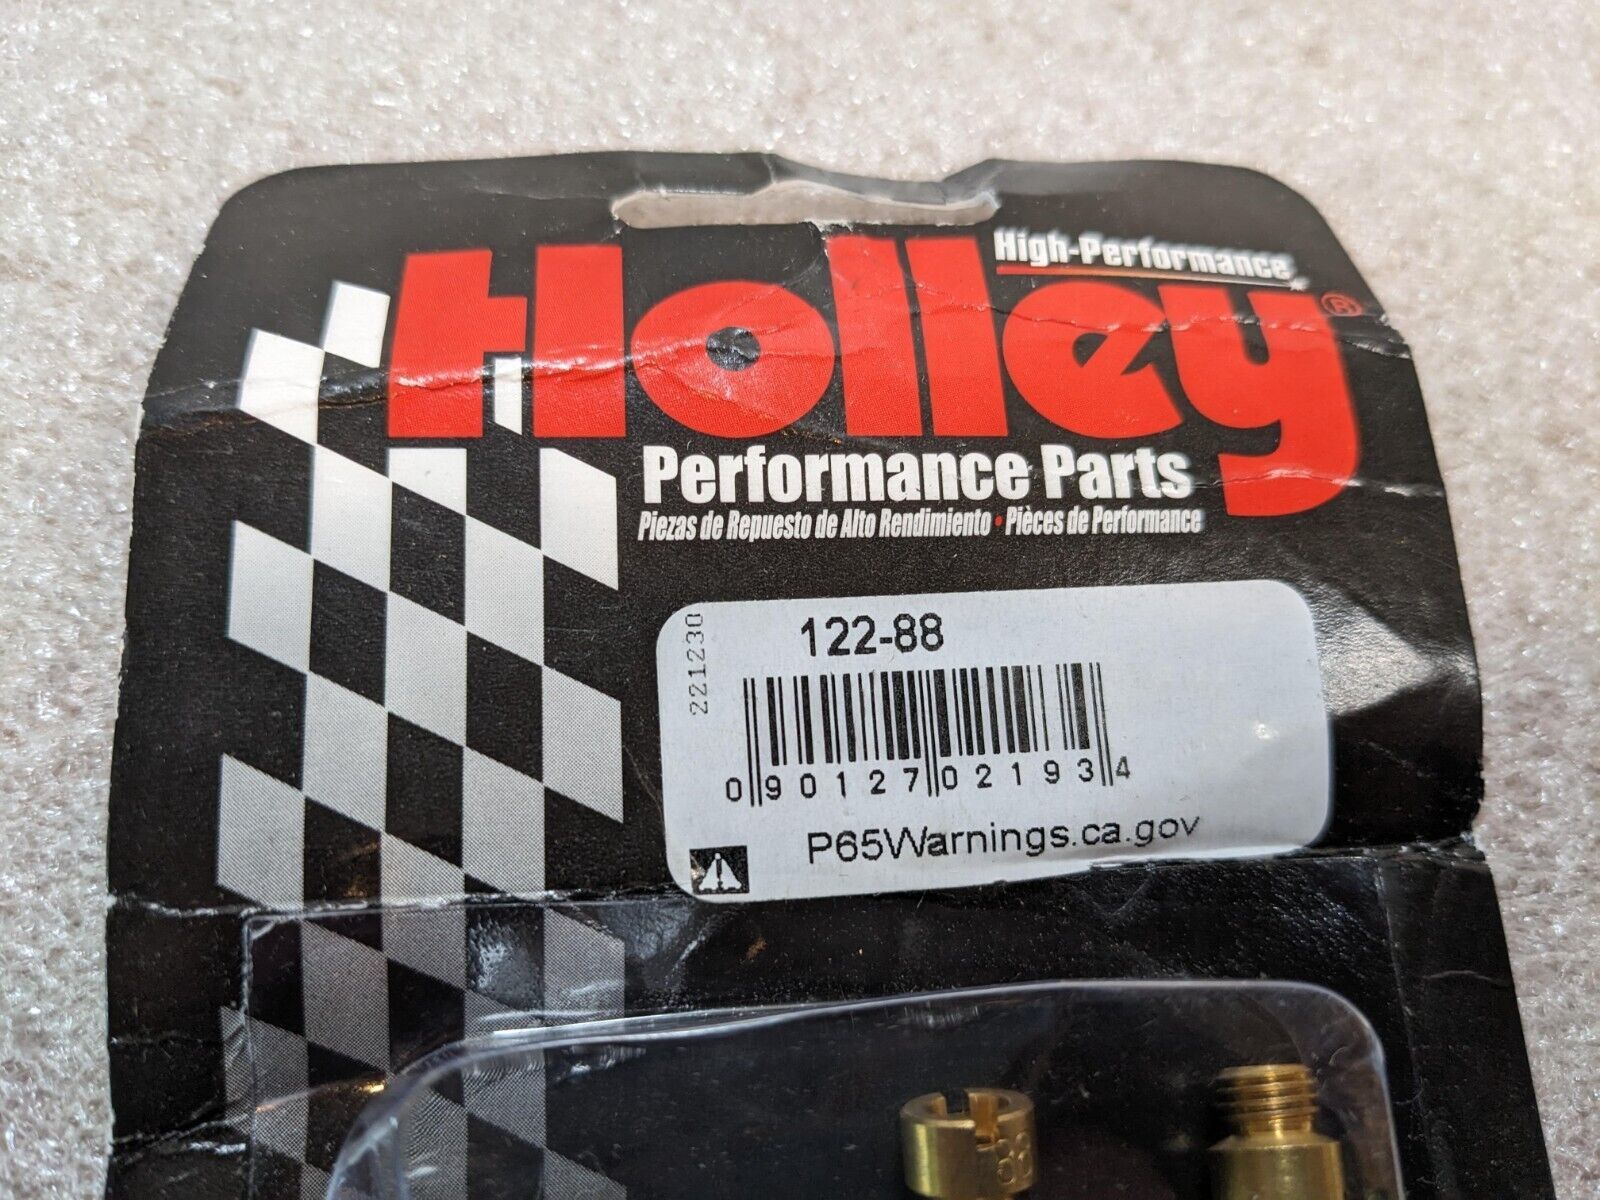 High-Performance
Holley®
Performance Parts
Piezas de Repuesto de Alto Rendimiento • Pièces de Performance
122-88
221230
0 90127 02193 4
P65Warnings.ca.gov
88